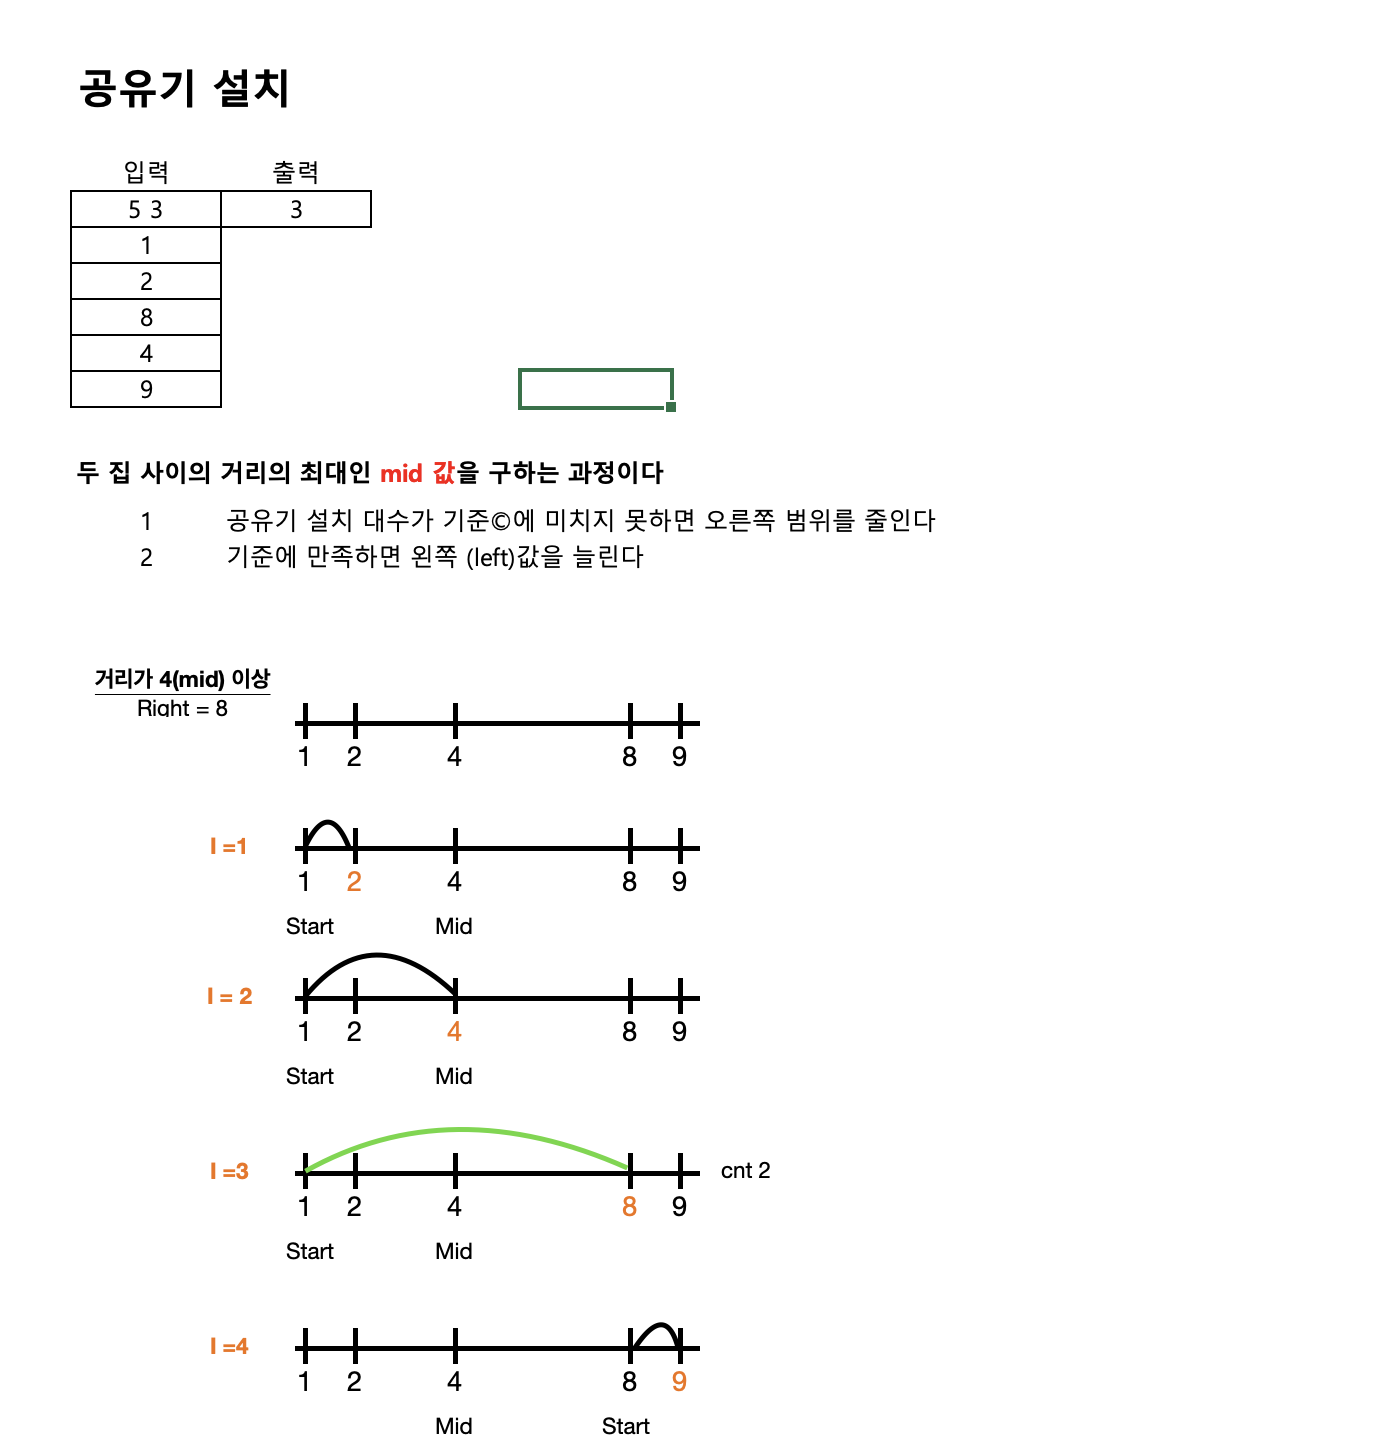 공유기 설치
입력 출력
5 3 3
1
2
8
4
9
두 집 사이의 거리의 최대인 mid 값을 구하는 과정이다
1 공유기 설치 대수가 기준©에 미치지 못하면 오른쪽 범위를 줄인다
2 기준에 만족하면 왼쪽 (left)값을 늘린다
거리가 4(mid) 이상
Right = 8
1 2 4 8 9
I =1
1 2 4 8 9
Start Mid
I = 2
1 2 4 8 9
Start Mid
I =3 cnt 2
1 2 4 8 9
Start Mid
I =4
1 2 4 8 9
Mid Start